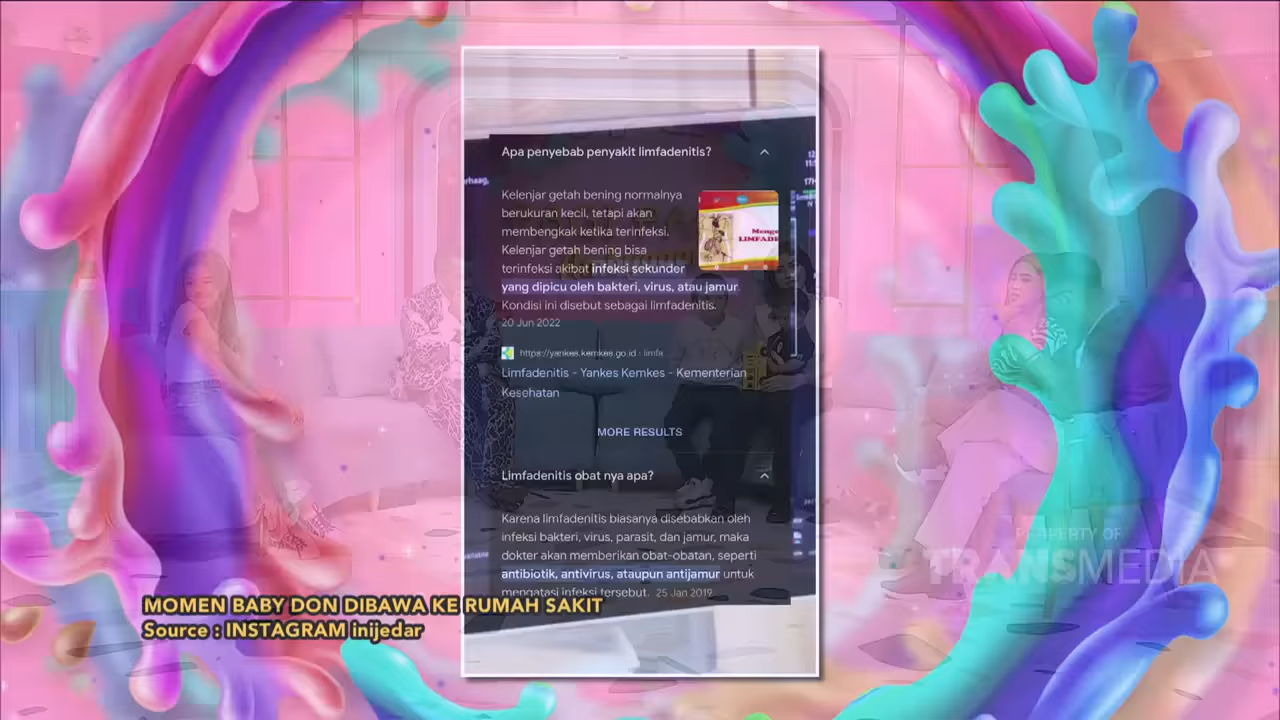 Apa penyebab penyakit limfadenitis?
Kelenjar getah bening normalnya
berukuran kecil, tetapi akan
membengkak ketika terinfeksi.
Kelenjar getah bening bisa
terinfeksi akibat infeksi sekunder
yang dipicu oleh bakteri, virus, atau jamur.
Kondisi ini disebut sebagai limfadenitis.
20 Jun 2022
https://yankes.kemkes.go.id › limfa
Limfadenitis - Yankes Kemkes - Kementerian
Kesehatan
MORE RESULTS
Limfadenitis obat nya apa?
Karena limfadenitis biasanya disebabkan oleh
infeksi bakteri, virus, parasit, dan jamur, maka
dokter akan memberikan obat-obatan, seperti
antibiotik, antivirus, ataupun antijamur untuk
mengatasi infeksi tersebut. 25 Jan 2019
MOMEN BABY DON DIBAWA KE RUMAH SAKIT
Source : INSTAGRAM inijedar
PROPERTY OF
TRANSMEDIA